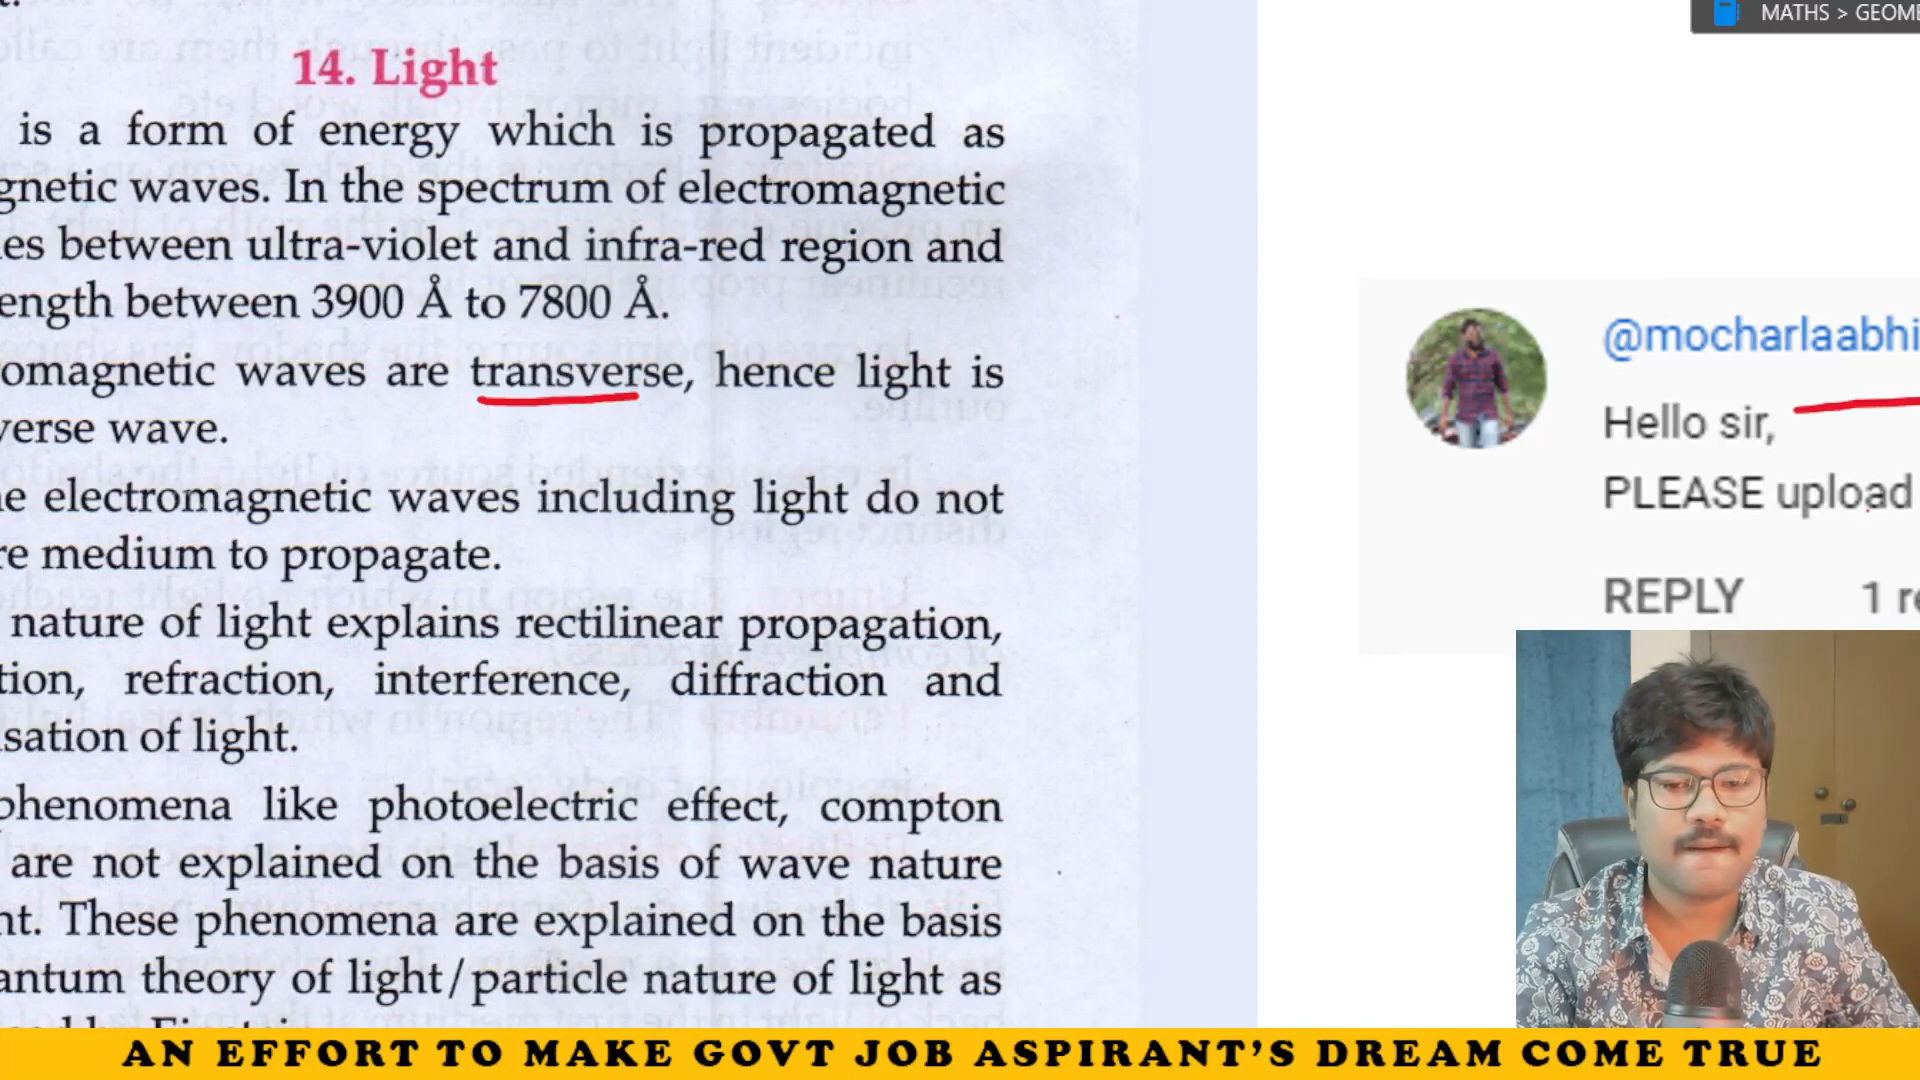 14. Light
is a form of energy which is propagated as
gnetic waves. In the spectrum of electromagnetic
es between ultra-violet and infra-red region and
ength between 3900 Å to 7800 Å.
omagnetic waves are transverse, hence light is
verse wave.
e electromagnetic waves including light do not
re medium to propagate.
nature of light explains rectilinear propagation,
tion, refraction, interference, diffraction and
isation of light.
phenomena like photoelectric effect, compton
are not explained on the basis of wave nature
nt. These phenomena are explained on the basis
antum theory of light/particle nature of light as
MATHS > GEOME
@mocharlaabhi
Hello sir,
PLEASE upload
REPLY 1 re
AN EFFORT TO MAKE GOVT JOB ASPIRANT'S DREAM COME TRUE